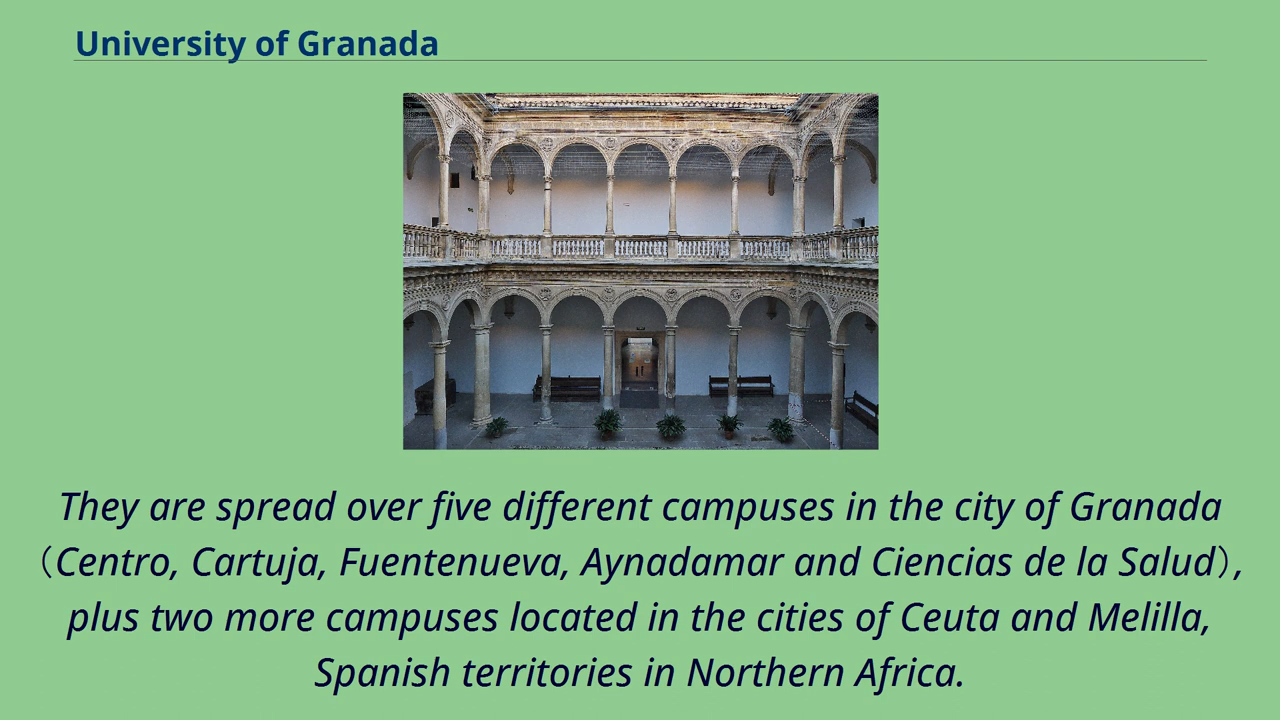 University of Granada
They are spread over five different campuses in the city of Granada
（Centro, Cartuja, Fuentenueva, Aynadamar and Ciencias de la Salud）,
plus two more campuses located in the cities of Ceuta and Melilla,
Spanish territories in Northern Africa.